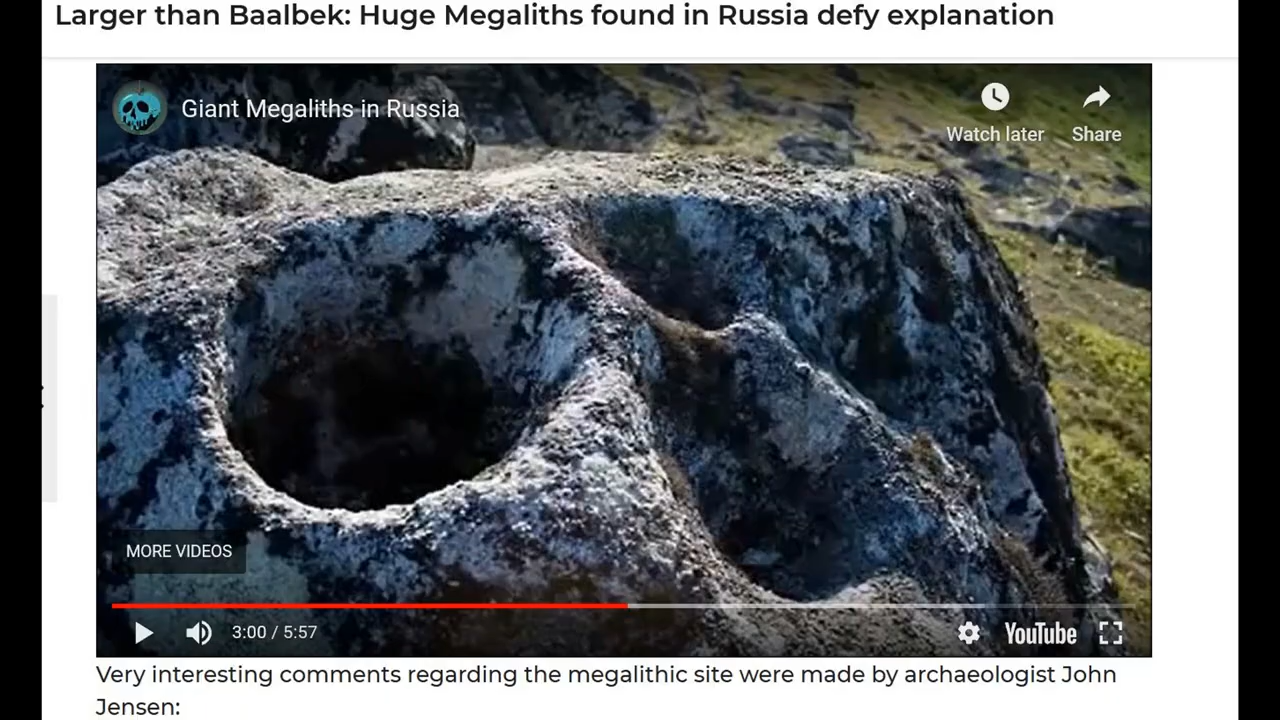 Larger than Baalbek: Huge Megaliths found in Russia defy explanation
Giant Megaliths in Russia
Watch later
Share
MORE VIDEOS
3:00 / 5:57
YouTube
Very interesting comments regarding the megalithic site were made by archaeologist John
Jensen: